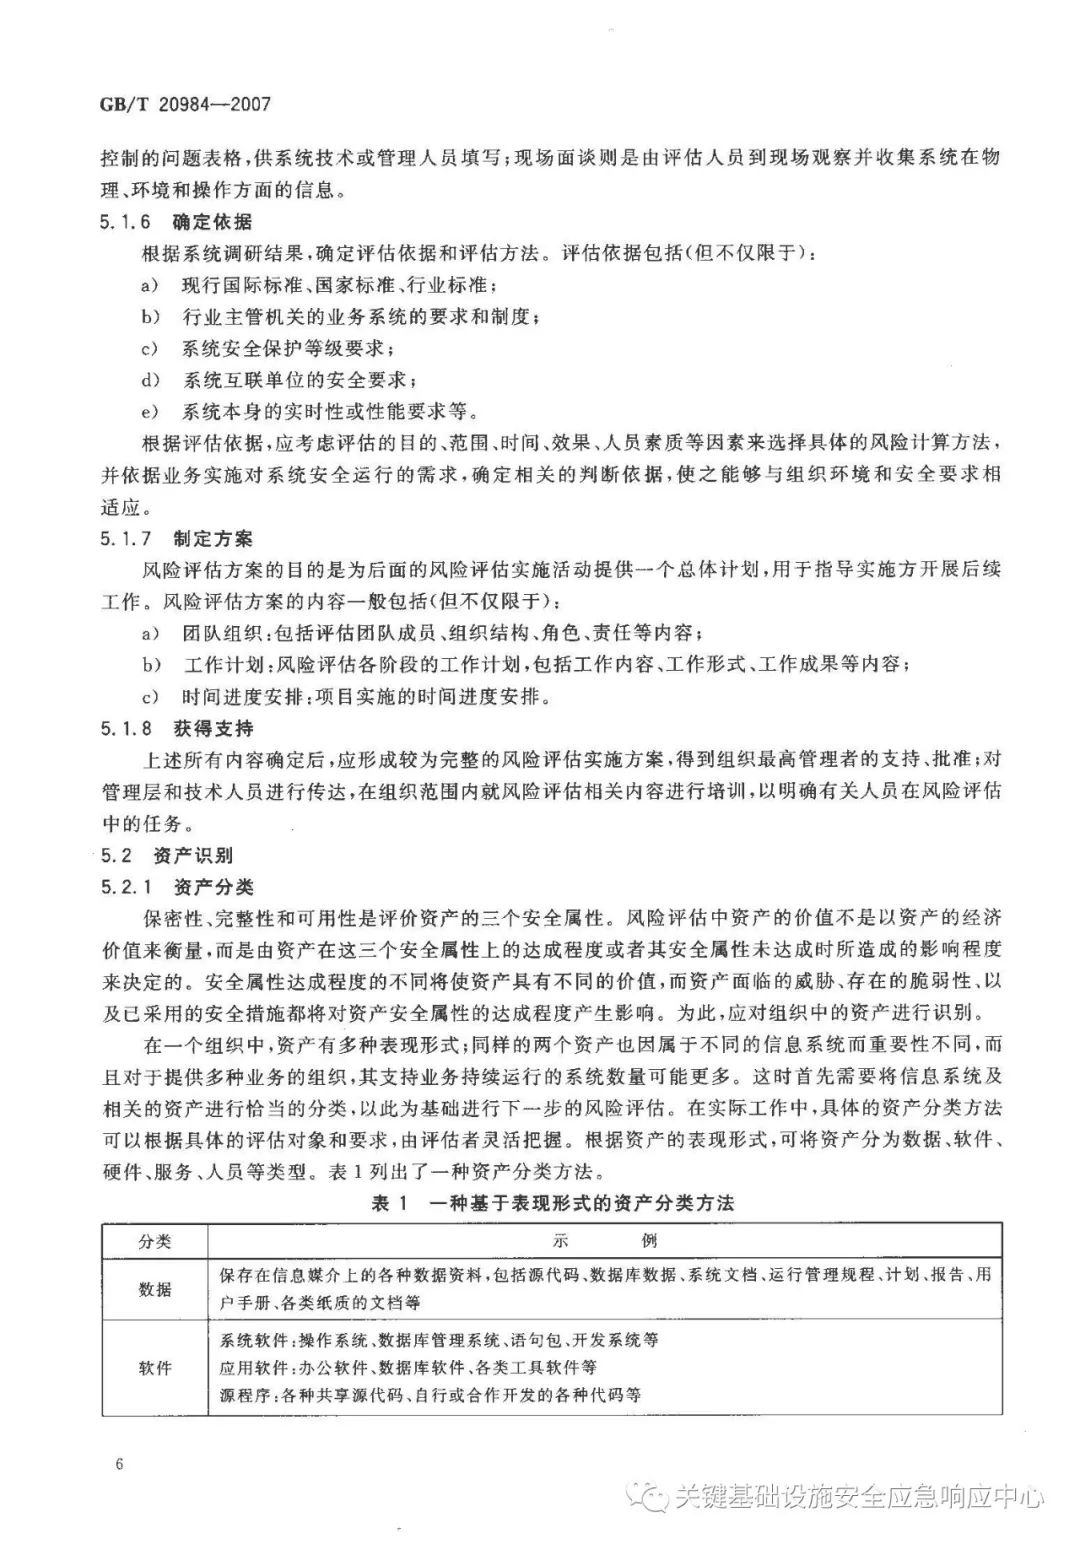 GB/T 20984—2007
控制的问题表格,供系统技术或管理人员填写;现场面谈则是由评估人员到现场观察并收集系统在物
理、环境和操作方面的信息。
5.1.6 确定依据
根据系统调研结果,确定评估依据和评估方法。评估依据包括(但不仅限于):
a) 现行国际标准、国家标准、行业标准;
b) 行业主管机关的业务系统的要求和制度;
c) 系统安全保护等级要求;
d) 系统互联单位的安全要求;
e) 系统本身的实时性或性能要求等。
根据评估依据,应考虑评估的目的、范围、时间、效果、人员素质等因素来选择具体的风险计算方法,
并依据业务实施对系统安全运行的需求,确定相关的判断依据,使之能够与组织环境和安全要求相
适应。
5.1.7 制定方案
风险评估方案的目的是为后面的风险评估实施活动提供一个总体计划,用于指导实施方开展后续
工作。风险评估方案的内容一般包括(但不仅限于):
a) 团队组织:包括评估团队成员、组织结构、角色、责任等内容;
b) 工作计划:风险评估各阶段的工作计划,包括工作内容、工作形式、工作成果等内容;
c) 时间进度安排:项目实施的时间进度安排。
5.1.8 获得支持
上述所有内容确定后,应形成较为完整的风险评估实施方案,得到组织最高管理者的支持、批准;对
管理层和技术人员进行传达,在组织范围内就风险评估相关内容进行培训,以明确有关人员在风险评估
中的任务。
5.2 资产识别
5.2.1 资产分类
保密性、完整性和可用性是评价资产的三个安全属性。风险评估中资产的价值不是以资产的经济
价值来衡量,而是由资产在这三个安全属性上的达成程度或者其安全属性未达成时所造成的影响程度
来决定的。安全属性达成程度的不同将使资产具有不同的价值,而资产面临的威胁、存在的脆弱性、以
及已采用的安全措施都将对资产安全属性的达成程度产生影响。为此,应对组织中的资产进行识别。
在一个组织中,资产有多种表现形式;同样的两个资产也因属于不同的信息系统而重要性不同,而
且对于提供多种业务的组织,其支持业务持续运行的系统数量可能更多。这时首先需要将信息系统及
相关的资产进行恰当的分类,以此为基础进行下一步的风险评估。在实际工作中,具体的资产分类方法
可以根据具体的评估对象和要求,由评估者灵活把握。根据资产的表现形式,可将资产分为数据、软件、
硬件、服务、人员等类型。表1列出了一种资产分类方法。
表 1 一种基于表现形式的资产分类方法
分类 示 例
数据 保存在信息媒介上的各种数据资料,包括源代码、数据库数据、系统文档、运行管理规程、计划、报告、用
户手册、各类纸质的文档等
系统软件:操作系统、数据库管理系统、语句包、开发系统等
软件 应用软件:办公软件、数据库软件、各类工具软件等
源程序:各种共享源代码、自行或合作开发的各种代码等
6
关键基础设施安全应急响应中心